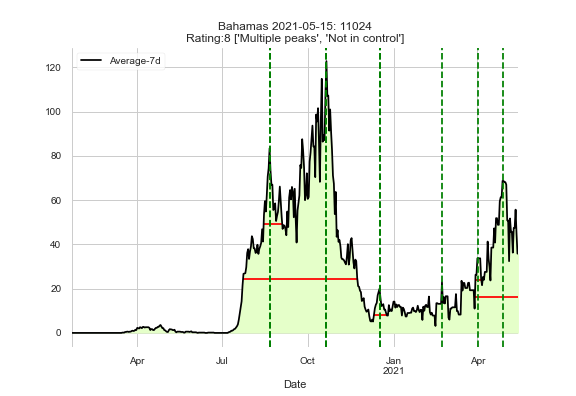 Bahamas 2021-05-15: 11024
Rating:8 ['Multiple peaks', 'Not in control']
Average-7d
120
100
80
60
40
20
0
Apr
Jul
Oct
Jan
2021
Apr
Date